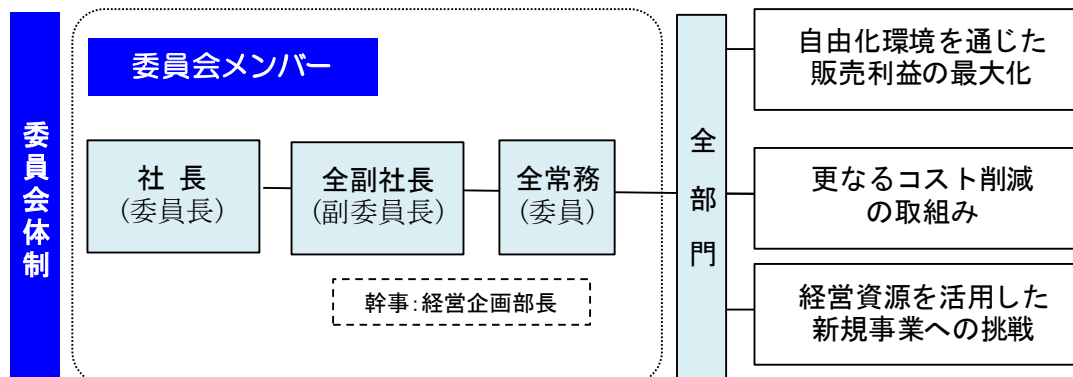 委員会体制
委員会メンバー
社 長
(委員長)
全副社長
(副委員長)
全常務
(委員)
幹事:経営企画部長
全部門
自由化環境を通じた
販売利益の最大化
更なるコスト削減
の取組み
経営資源を活用した
新規事業への挑戦